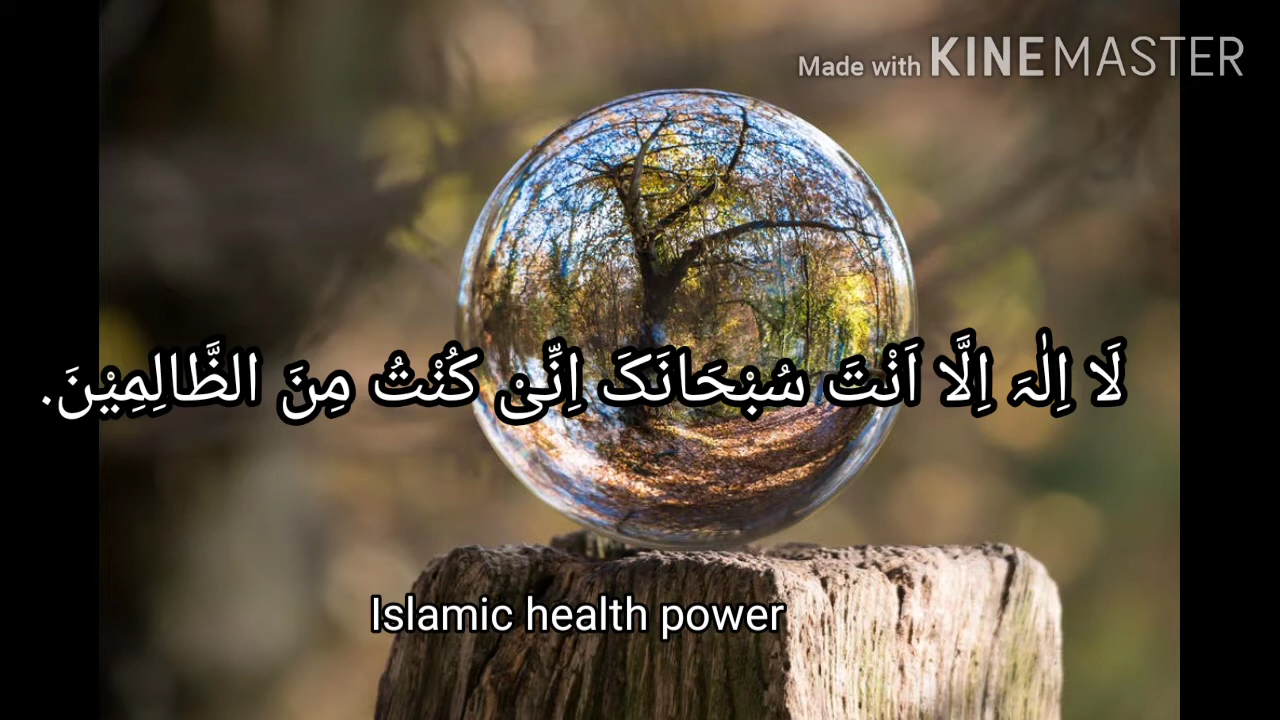 Made with KINEMASTER
لَا اِلٰہَ اِلَّا اَنْتَ سُبْحَانَکَ اِنِّیْ کُنْتُ مِنَ الظَّالِمِیْنَ.
Islamic health power